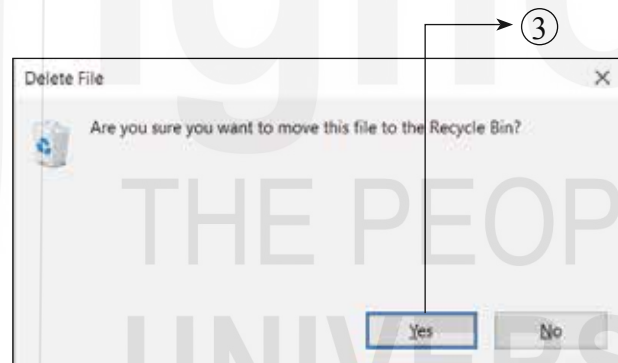 igno
③
Delete File
Are you sure you want to move this file to the Recycle Bin?
THE PEOP
Yes
No
UNIVERS